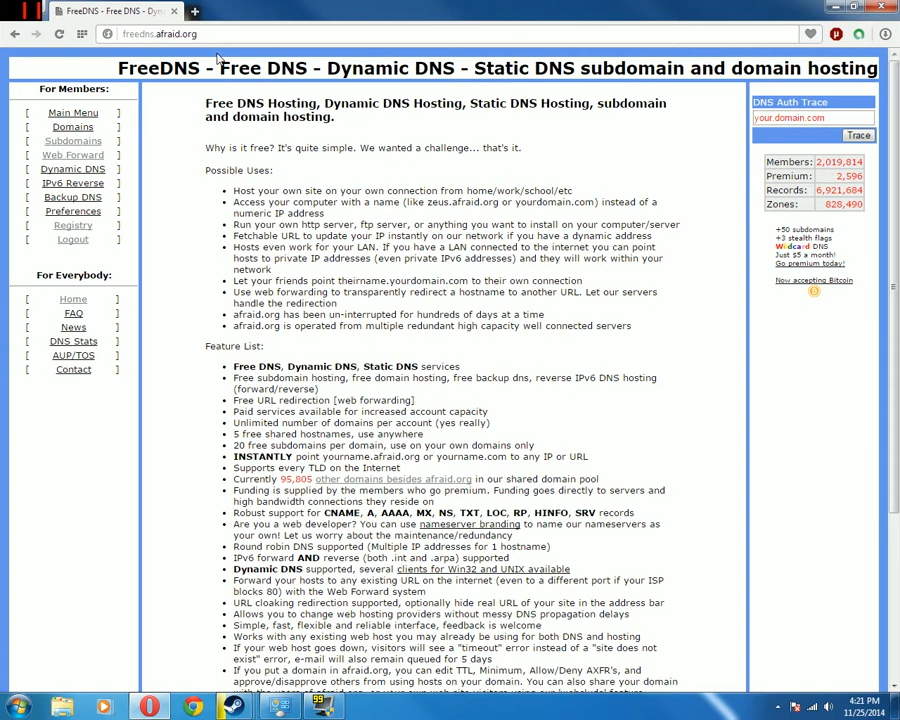 FreeDNS - Free DNS - Dyna
freedns.afraid.org
FreeDNS - Free DNS - Dynamic DNS - Static DNS subdomain and domain hosting
For Members:
[ Main Menu ]
[ Domains ]
[ Subdomains ]
[ Web Forward ]
[ Dynamic DNS ]
[ IPv6 Reverse ]
[ Backup DNS ]
[ Preferences ]
[ Registry ]
[ Logout ]
For Everybody:
[ Home ]
[ FAQ ]
[ News ]
[ DNS Stats ]
[ AUP/TOS ]
[ Contact ]
Free DNS Hosting, Dynamic DNS Hosting, Static DNS Hosting, subdomain
and domain hosting.
Why is it free? It's quite simple. We wanted a challenge... that's it.
Possible Uses:
Host your own site on your own connection from home/work/school/etc
Access your computer with a name (like zeus.afraid.org or yourdomain.com) instead of a
numeric IP address
Run your own http server, ftp server, or anything you want to install on your computer/server
Fetchable URL to update your IP instantly on our network if you have a dynamic address
Hosts even work for your LAN. If you have a LAN connected to the internet you can point
hosts to private IP addresses (even private IPv6 addresses) and they will work within your
network
Let your friends point theirname.yourdomain.com to their own connection
Use web forwarding to transparently redirect a hostname to another URL. Let our servers
handle the redirection
afraid.org has been un-interrupted for hundreds of days at a time
afraid.org is operated from multiple redundant high capacity well connected servers
Feature List:
Free DNS, Dynamic DNS, Static DNS services
Free subdomain hosting, free domain hosting, free backup dns, reverse IPv6 DNS hosting
(forward/reverse)
Free URL redirection [web forwarding]
Paid services available for increased account capacity
Unlimited number of domains per account (yes really)
5 free shared hostnames, use anywhere
20 free subdomains per domain, use on your own domains only
INSTANTLY point yourname.afraid.org or yourname.com to any IP or URL
Supports every TLD on the Internet
Currently 95,805 other domains besides afraid.org in our shared domain pool
Funding is supplied by the members who go premium. Funding goes directly to servers and
high bandwidth connections they reside on
Robust support for CNAME, A, AAAA, MX, NS, TXT, LOC, RP, HINFO, SRV records
Are you a web developer? You can use nameserver branding to name our nameservers as
your own! Let us worry about the maintenance/redundancy
Round robin DNS supported (Multiple IP addresses for 1 hostname)
IPv6 forward AND reverse (both .int and .arpa) supported
Dynamic DNS supported, several clients for Win32 and UNIX available
Forward your hosts to any existing URL on the internet (even to a different port if your ISP
blocks 80) with the Web Forward system
URL cloaking redirection supported, optionally hide real URL of your site in the address bar
Allows you to change web hosting providers without messy DNS propagation delays
Simple, fast, flexible and reliable interface, feedback is welcome
Works with any existing web host you may already be using for both DNS and hosting
If your web host goes down, visitors will see a "timeout" error instead of a "site does not
exist" error, e-mail will also remain queued for 5 days
If you put a domain in afraid.org, you can edit TTL, Minimum, Allow/Deny AXFR's, and
approve/disapprove others from using hosts on your domain. You can also share your domain
DNS Auth Trace
your.domain.com
Trace
Members: 2,019,814
Premium: 2,596
Records: 6,921,684
Zones: 828,490
+50 subdomains
+3 stealth flags
Wildcard DNS
Just $5 a month!
Go premium today!
Now accepting Bitcoin
99
4:21 PM
11/25/2014